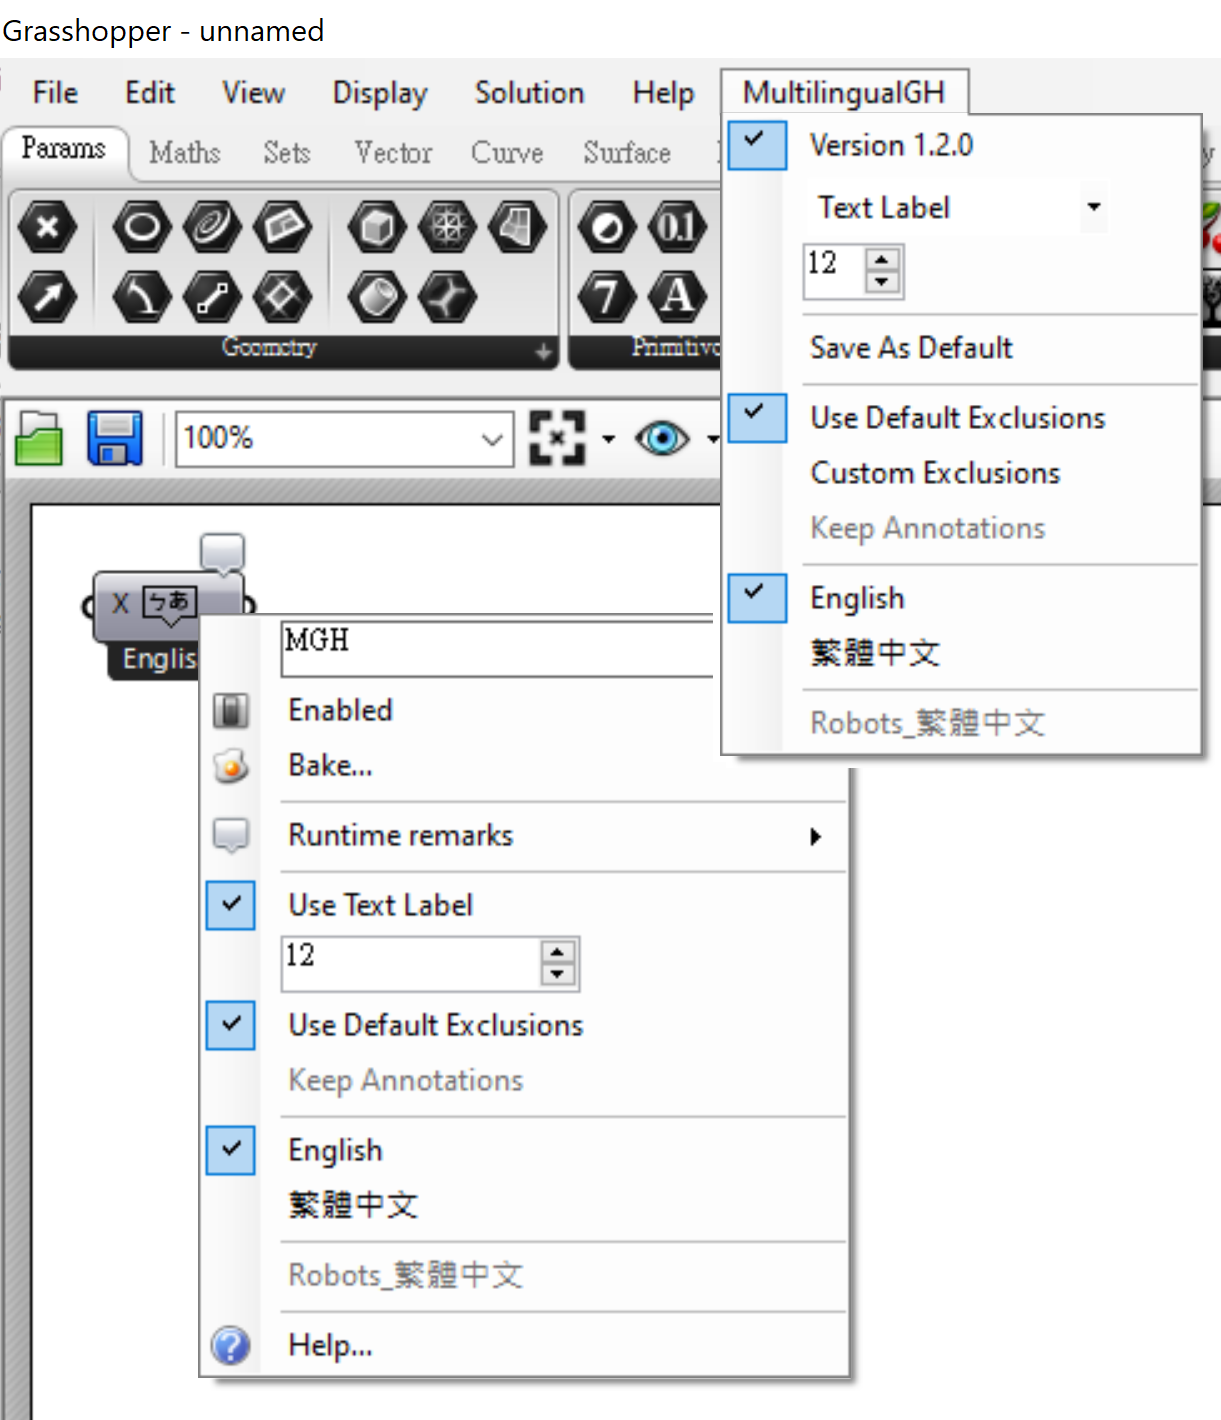 Grasshopper - unnamed
File Edit View Display Solution Help MultilingualGH
Params Maths Sets Vector Curve Surface
Version 1.2.0
Text Label
12
Save As Default
Use Default Exclusions
Custom Exclusions
Keep Annotations
English
繁體中文
Robots_繁體中文
0.1
7 A
Geometry Primitive
100%
X ㄅあ
Englis
MGH
Enabled
Bake...
Runtime remarks
Use Text Label
12
Use Default Exclusions
Keep Annotations
English
繁體中文
Robots_繁體中文
Help...